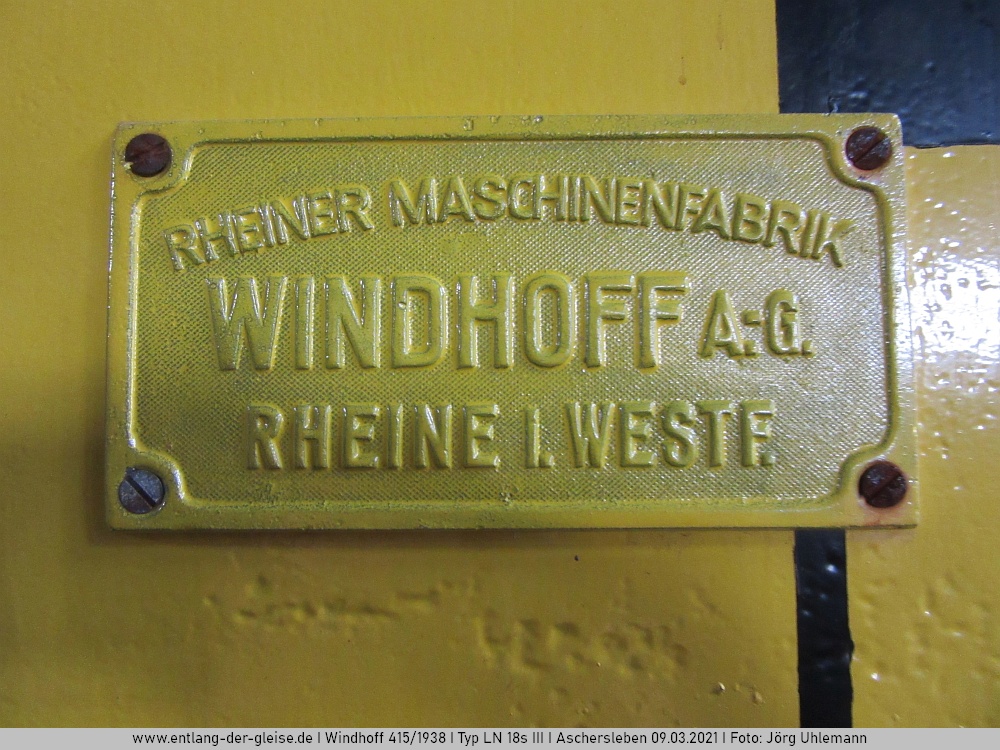 RHEINER MASCHINENFABRIK
WINDHOFF A.-G.
RHEINE I. WESTF.
www.entlang-der-gleise.de | Windhoff 415/1938 | Typ LN 18s III | Aschersleben 09.03.2021 | Foto: Jörg Uhlemann